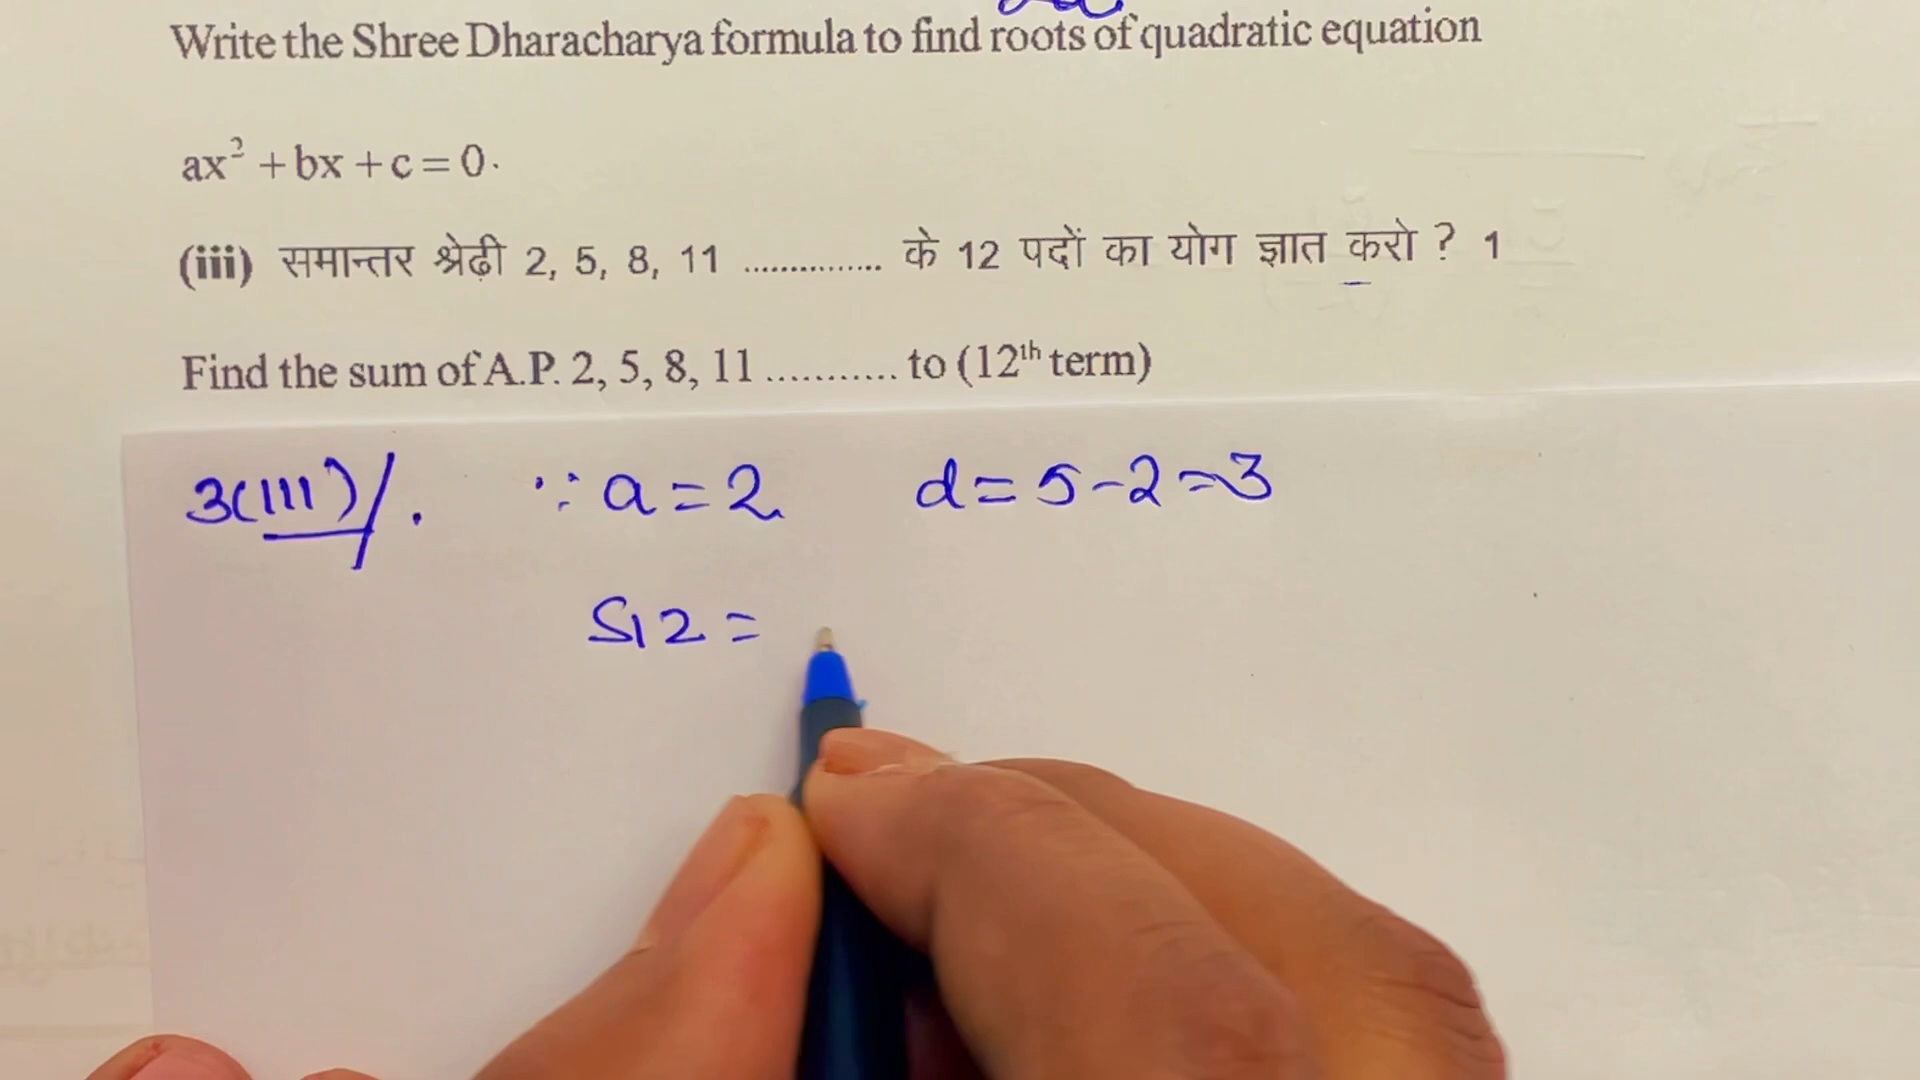 Write the Shree Dharacharya formula to find roots of quadratic equation
ax² + bx + c = 0.
(iii) समान्तर श्रेढ़ी 2, 5, 8, 11 ............... के 12 पदों का योग ज्ञात करो ? 1
Find the sum of A.P. 2, 5, 8, 11 ........... to (12th term)
3(III)/. ∵ a = 2 d = 5 - 2 = 3
S12 =